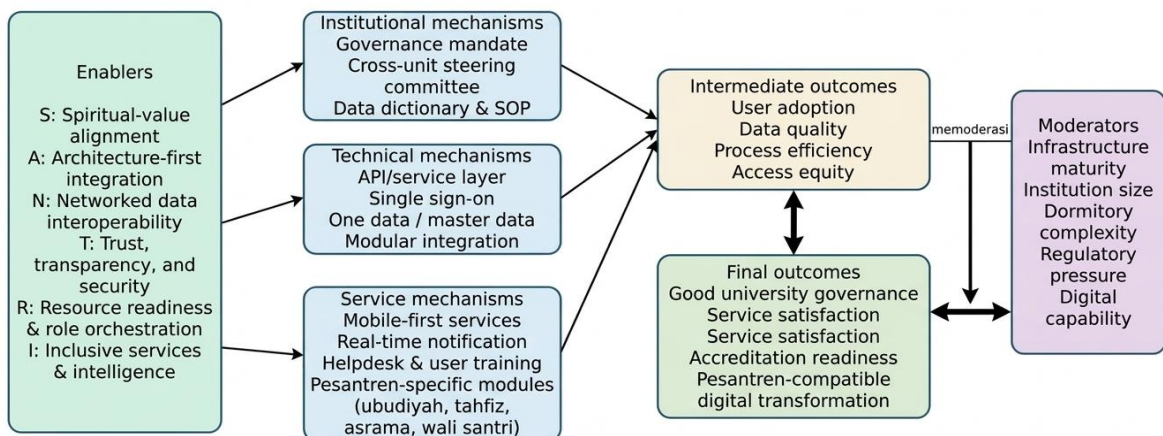 Enablers
S: Spiritual-value
alignment
A: Architecture-first
integration
N: Networked data
interoperability
T: Trust,
transparency, and
security
R: Resource readiness
& role orchestration
I: Inclusive services
& intelligence
Institutional mechanisms
Governance mandate
Cross-unit steering
committee
Data dictionary & SOP
Technical mechanisms
API/service layer
Single sign-on
One data / master data
Modular integration
Service mechanisms
Mobile-first services
Real-time notification
Helpdesk & user training
Pesantren-specific modules
(ubudiyah, tahfiz,
asrama, wali santri)
Intermediate outcomes
User adoption
Data quality
Process efficiency
Access equity
Final outcomes
Good university governance
Service satisfaction
Service satisfaction
Accreditation readiness
Pesantren-compatible
digital transformation
memoderasi
Moderators
Infrastructure
maturity
Institution size
Dormitory
complexity
Regulatory
pressure
Digital
capability